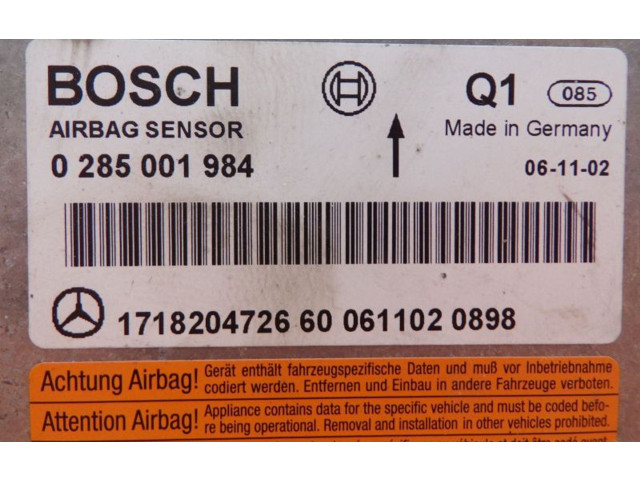 BOSCH Q1 085
AIRBAG SENSOR Made in Germany
0 285 001 984 06-11-02
1718204726 60 061102 0898
Achtung Airbag! Gerät enthält fahrzeugspezifische Daten und muß vor Inbetriebnahme
codiert werden. Entfernen und Einbau in andere Fahrzeuge verboten.
Attention Airbag! Appliance contains data for the specific vehicle and must be coded befo-
re being operational. Removal and installation in other vehicles prohibited.